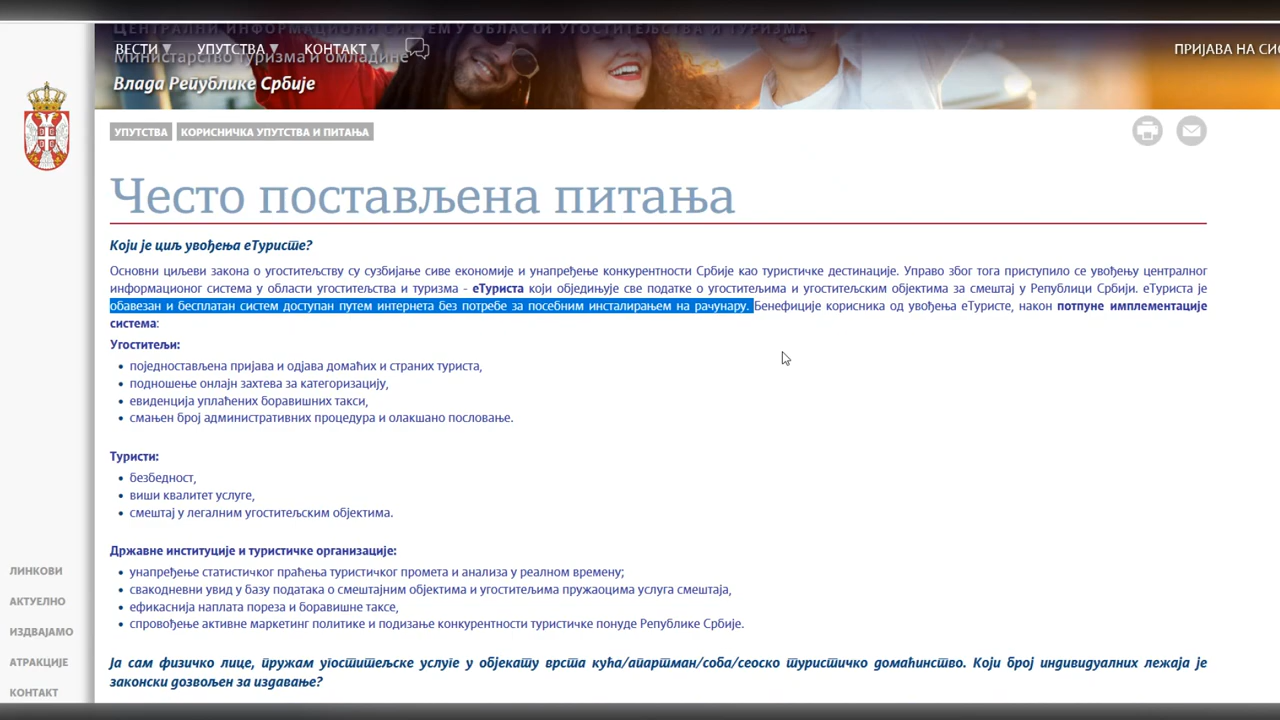 ЦЕНТРАЛНИ ИНФОРМАЦИОНИ СИСТЕМ У ОБЛАСТИ УГОСТИТЕЉСТВА И ТУРИЗМА
ВЕСТИ УПУТСТВА КОНТАКТ ПРИЈАВА НА СИС
Министарство туризма и омладине
Влада Републике Србије
УПУТСТВА КОРИСНИЧКА УПУТСТВА И ПИТАЊА
Често постављена питања
Који је циљ увођења еТуристе?
Основни циљеви закона о угоститељству су сузбијање сиве економије и унапређење конкурентности Србије као туристичке дестинације. Управо због тога приступило се увођењу централног
информационог система у области угоститељства и туризма - еТуриста који обједињује све податке о угоститељима и угоститељским објектима за смештај у Републици Србији. еТуриста је
обавезан и бесплатан систем доступан путем интернета без потребе за посебним инсталирањем на рачунару. Бенефиције корисника од увођења еТуристе, након потпуне имплементације
система:
Угоститељи:
• поједностављена пријава и одјава домаћих и страних туриста,
• подношење онлајн захтева за категоризацију,
• евиденција уплаћених боравишних такси,
• смањен број административних процедура и олакшано пословање.
Туристи:
• безбедност,
• виши квалитет услуге,
• смештај у легалним угоститељским објектима.
Државне институције и туристичке организације:
• унапређење статистичког праћења туристичког промета и анализа у реалном времену;
• свакодневни увид у базу података о смештајним објектима и угоститељима пружаоцима услуга смештаја,
• ефикаснија наплата пореза и боравишне таксе,
• спровођење активне маркетинг политике и подизање конкурентности туристичке понуде Републике Србије.
Ја сам физичко лице, пружам угоститељске услуге у објекату врста кућа/апартман/соба/сеоско туристичко домаћинство. Који број индивидуалних лежаја је
законски дозвољен за издавање?
ЛИНКОВИ
АКТУЕЛНО
ИЗДВАЈАМО
АТРАКЦИЈЕ
КОНТАКТ